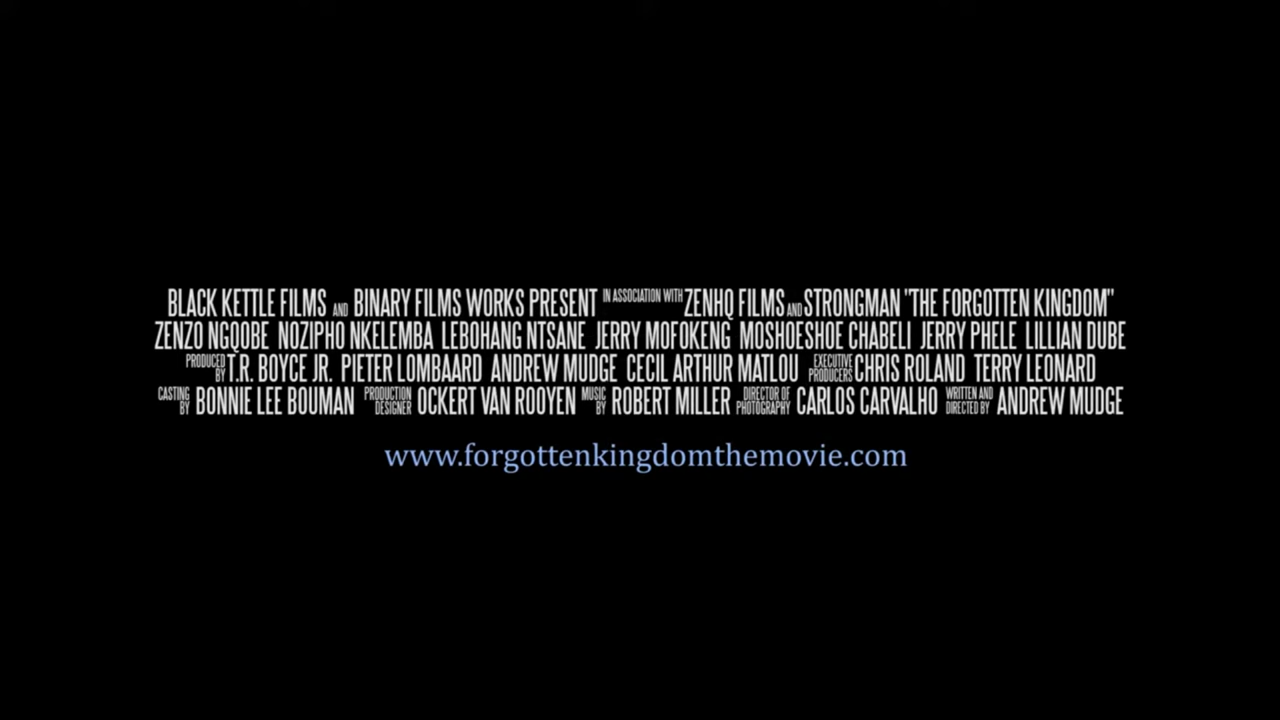 BLACK KETTLE FILMS AND BINARY FILMS WORKS PRESENT IN ASSOCIATION WITH ZENHQ FILMS AND STRONGMAN "THE FORGOTTEN KINGDOM"
ZENZO NGQOBE NOZIPHO NKELEMBA LEBOHANG NTSANE JERRY MOFOKENG MOSHOESHOE CHABELI JERRY PHELE LILLIAN DUBE
PRODUCED BY T.R. BOYCE JR. PIETER LOMBAARD ANDREW MUDGE CECIL ARTHUR MATLOU EXECUTIVE PRODUCERS CHRIS ROLAND TERRY LEONARD
CASTING BY BONNIE LEE BOUMAN PRODUCTION DESIGNER OCKERT VAN ROOYEN MUSIC BY ROBERT MILLER DIRECTOR OF PHOTOGRAPHY CARLOS CARVALHO WRITTEN AND DIRECTED BY ANDREW MUDGE
www.forgottenkingdomthemovie.com